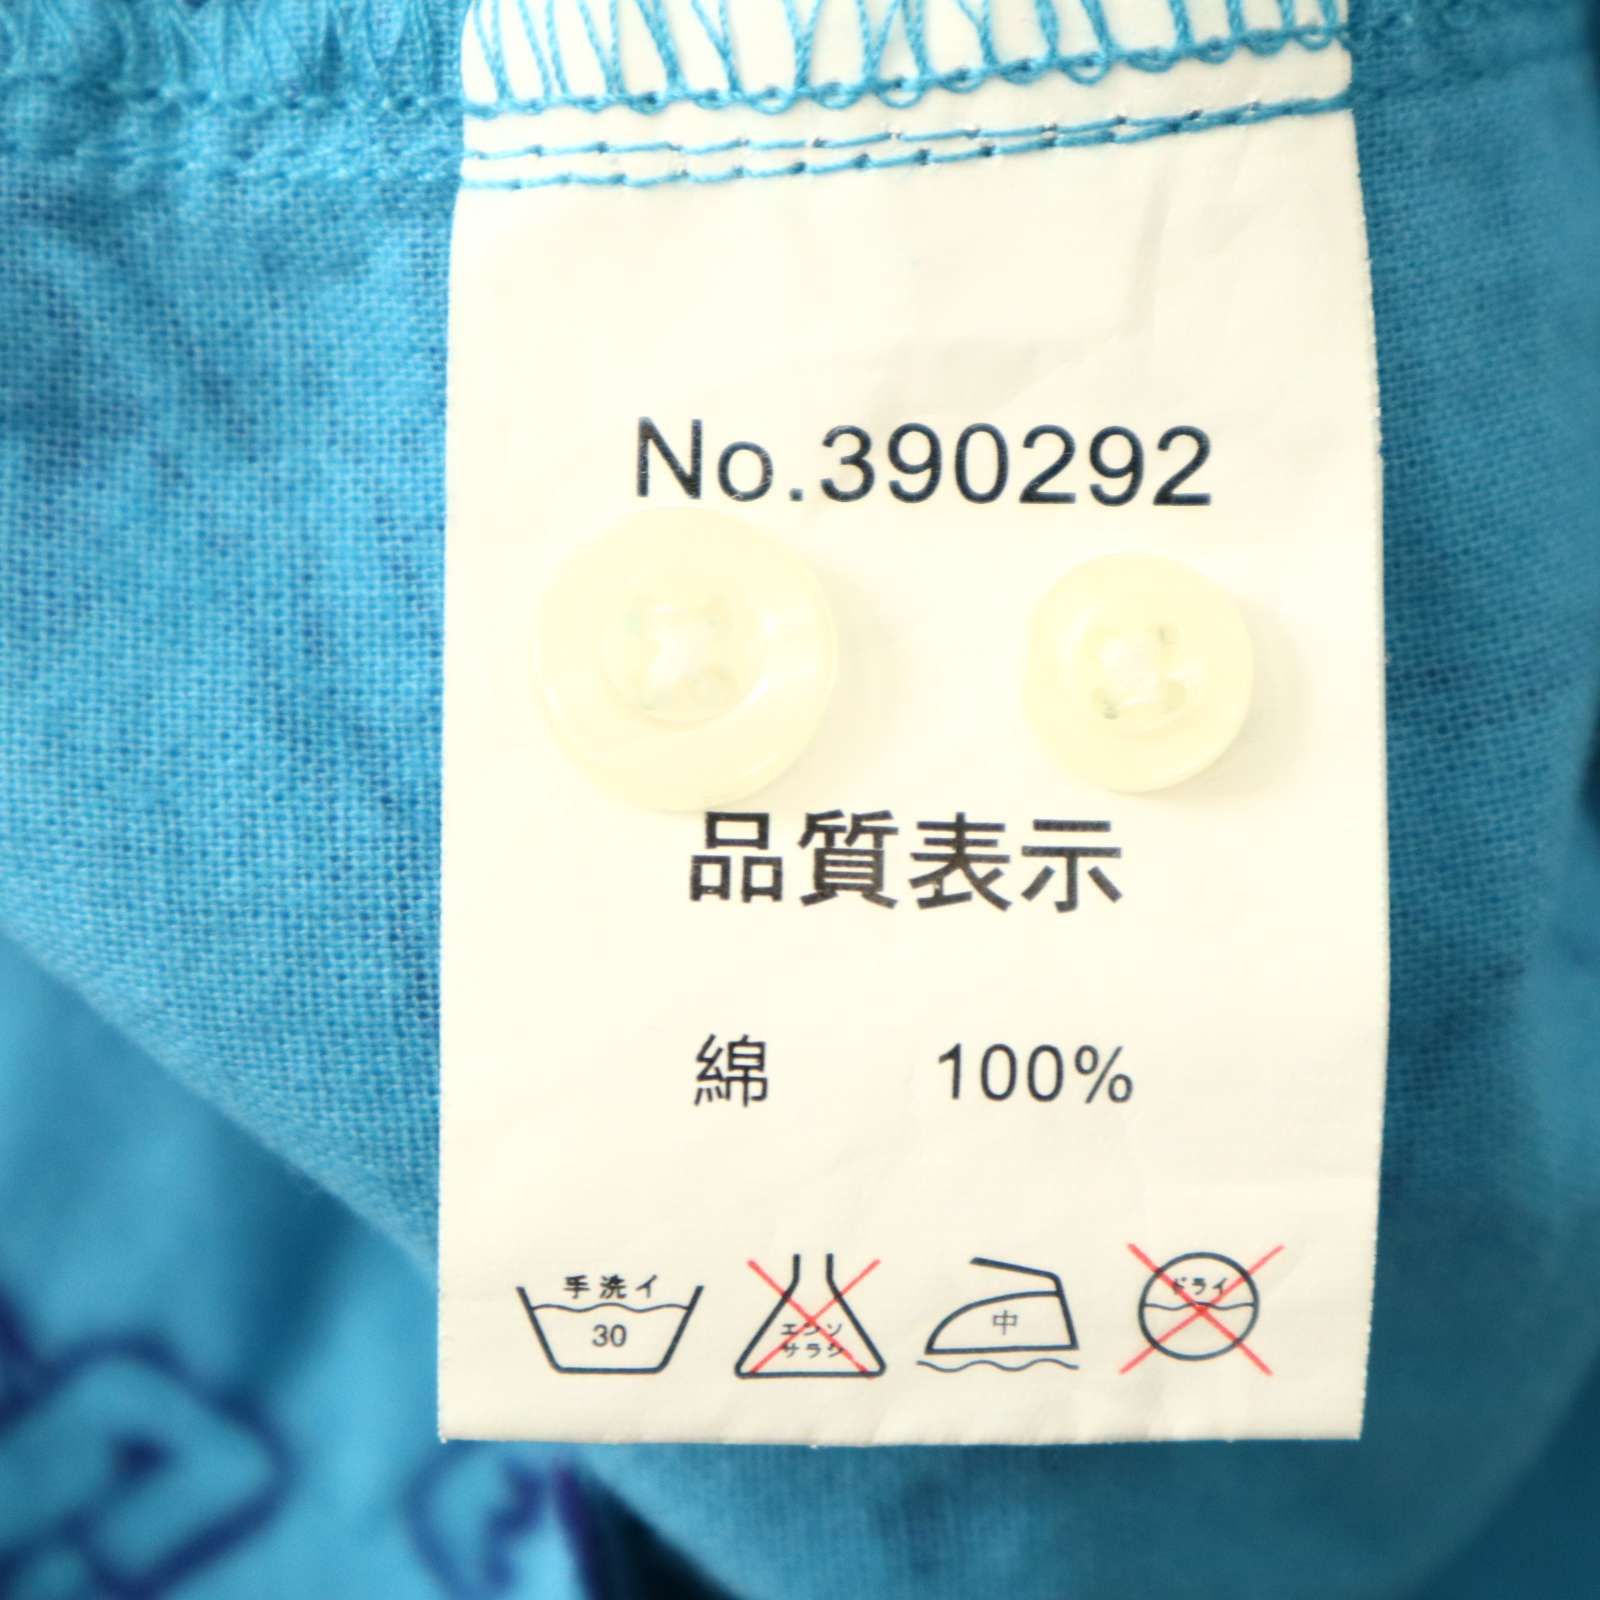 No.390292
品質表示
綿 100%
手洗イ
30
エンソ
サラシ
中
ドライ